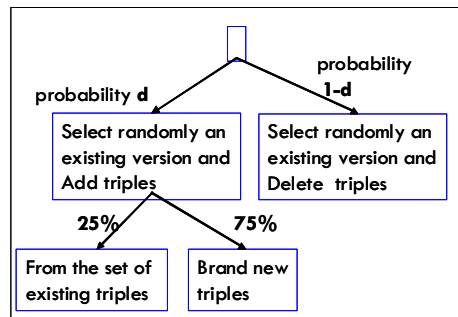 probability
1-d
probability d
Select randomly an
existing version and
Add triples
Select randomly an
existing version and
Delete triples
25%
75%
From the set of
existing triples
Brand new
triples